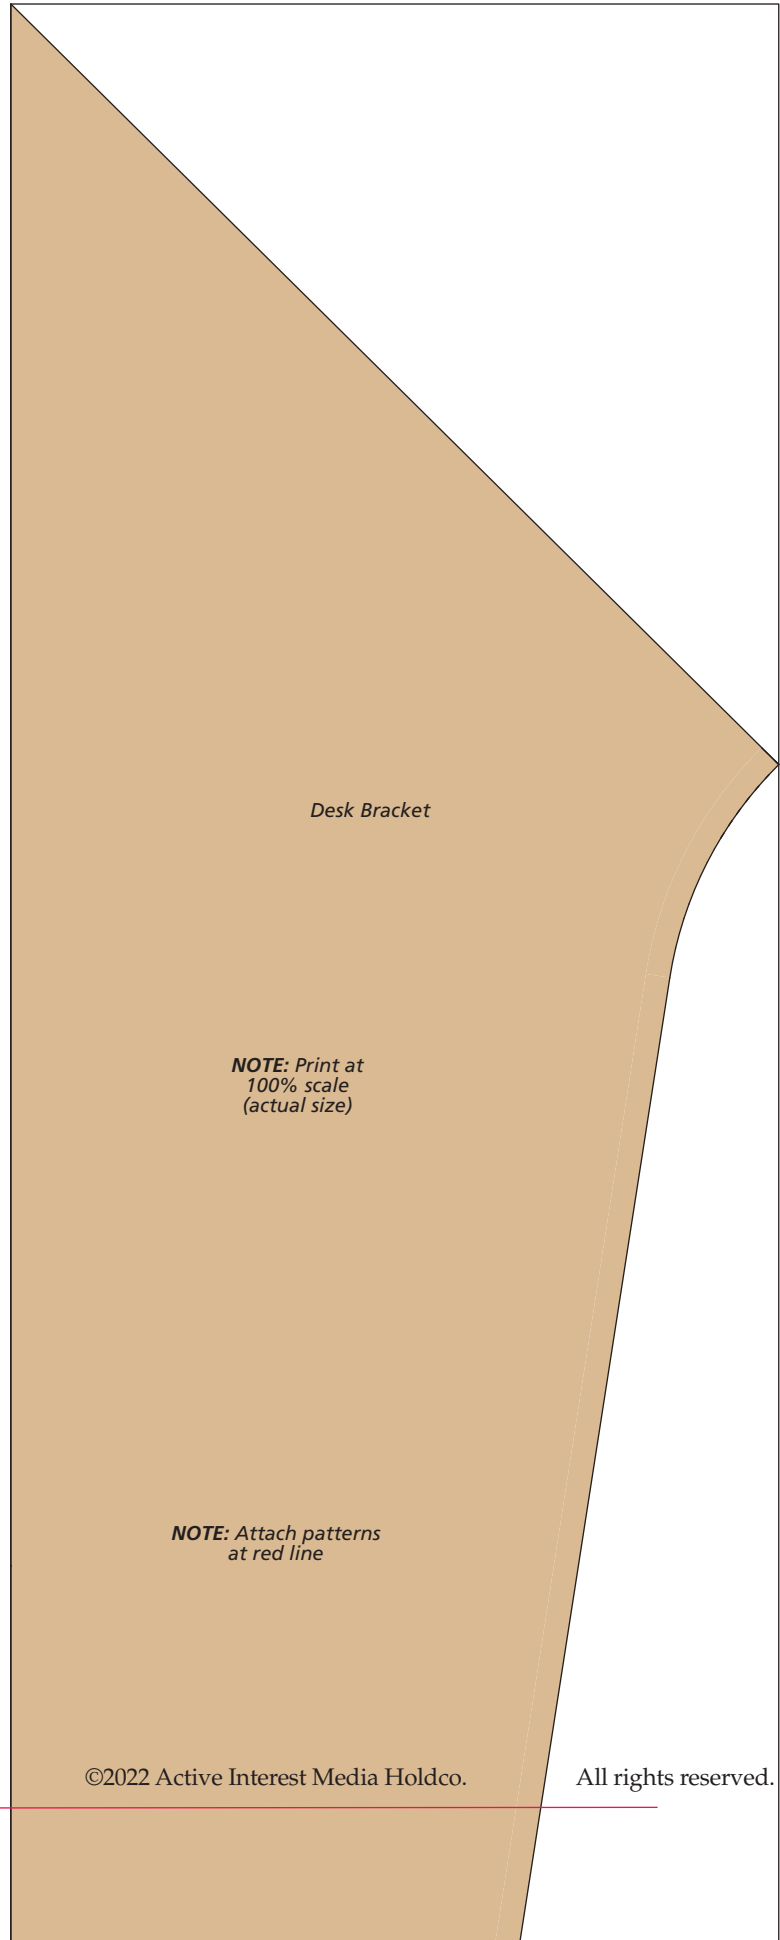 Desk Bracket
NOTE: Print at
100% scale
(actual size)
NOTE: Attach patterns
at red line
©2022 Active Interest Media Holdco. All rights reserved.